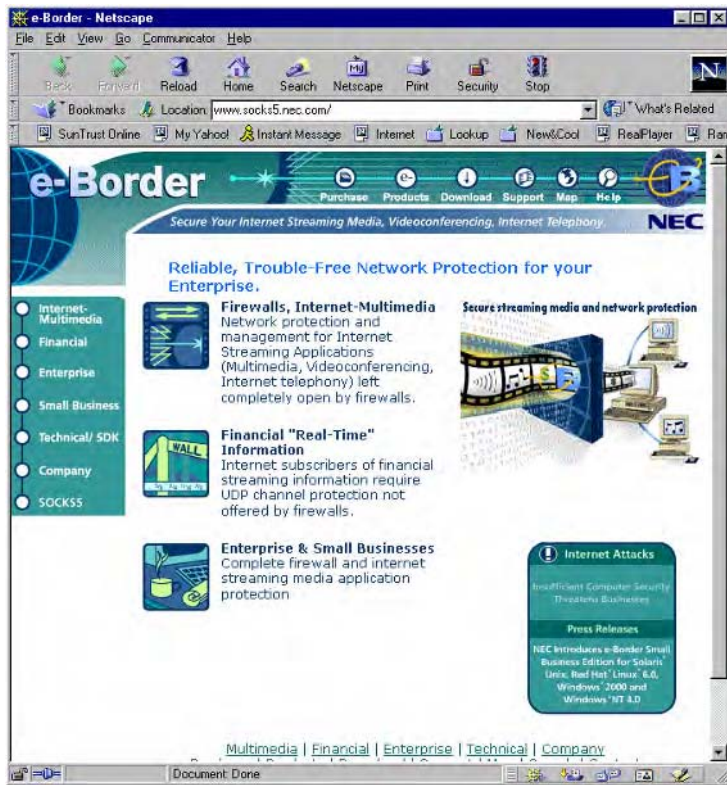 e-Border - Netscape
File Edit View Go Communicator Help
Back Forward Reload Home Search Netscape Print Security Stop
Bookmarks Location: www.socks5.nec.com/ What's Related
SunTrust Online My Yahoo! Instant Message Internet Lookup New&Cool RealPlayer
e-Border
Purchase Products Download Support Map Help
Secure Your Internet Streaming Media, Videoconferencing, Internet Telephony.
NEC
Reliable, Trouble-Free Network Protection for your
Enterprise.
Internet-
Multimedia
Financial
Enterprise
Small Business
Technical/ SDK
Company
SOCKS5
Firewalls, Internet-Multimedia
Network protection and
management for Internet
Streaming Applications
(Multimedia, Videoconferencing,
Internet telephony) left
completely open by firewalls.
Secure streaming media and network protection
WALL
Financial "Real-Time"
Information
Internet subscribers of financial
streaming information require
UDP channel protection not
offered by firewalls.
Enterprise & Small Businesses
Complete firewall and internet
streaming media application
protection
Internet Attacks
Insufficient Computer Security
Threatens Businesses
Press Releases
NEC Introduces e-Border Small
Business Edition for Solaris
Unix, Red Hat Linux 6.0,
Windows 2000 and
Windows NT 4.0
Multimedia | Financial | Enterprise | Technical | Company
Document: Done